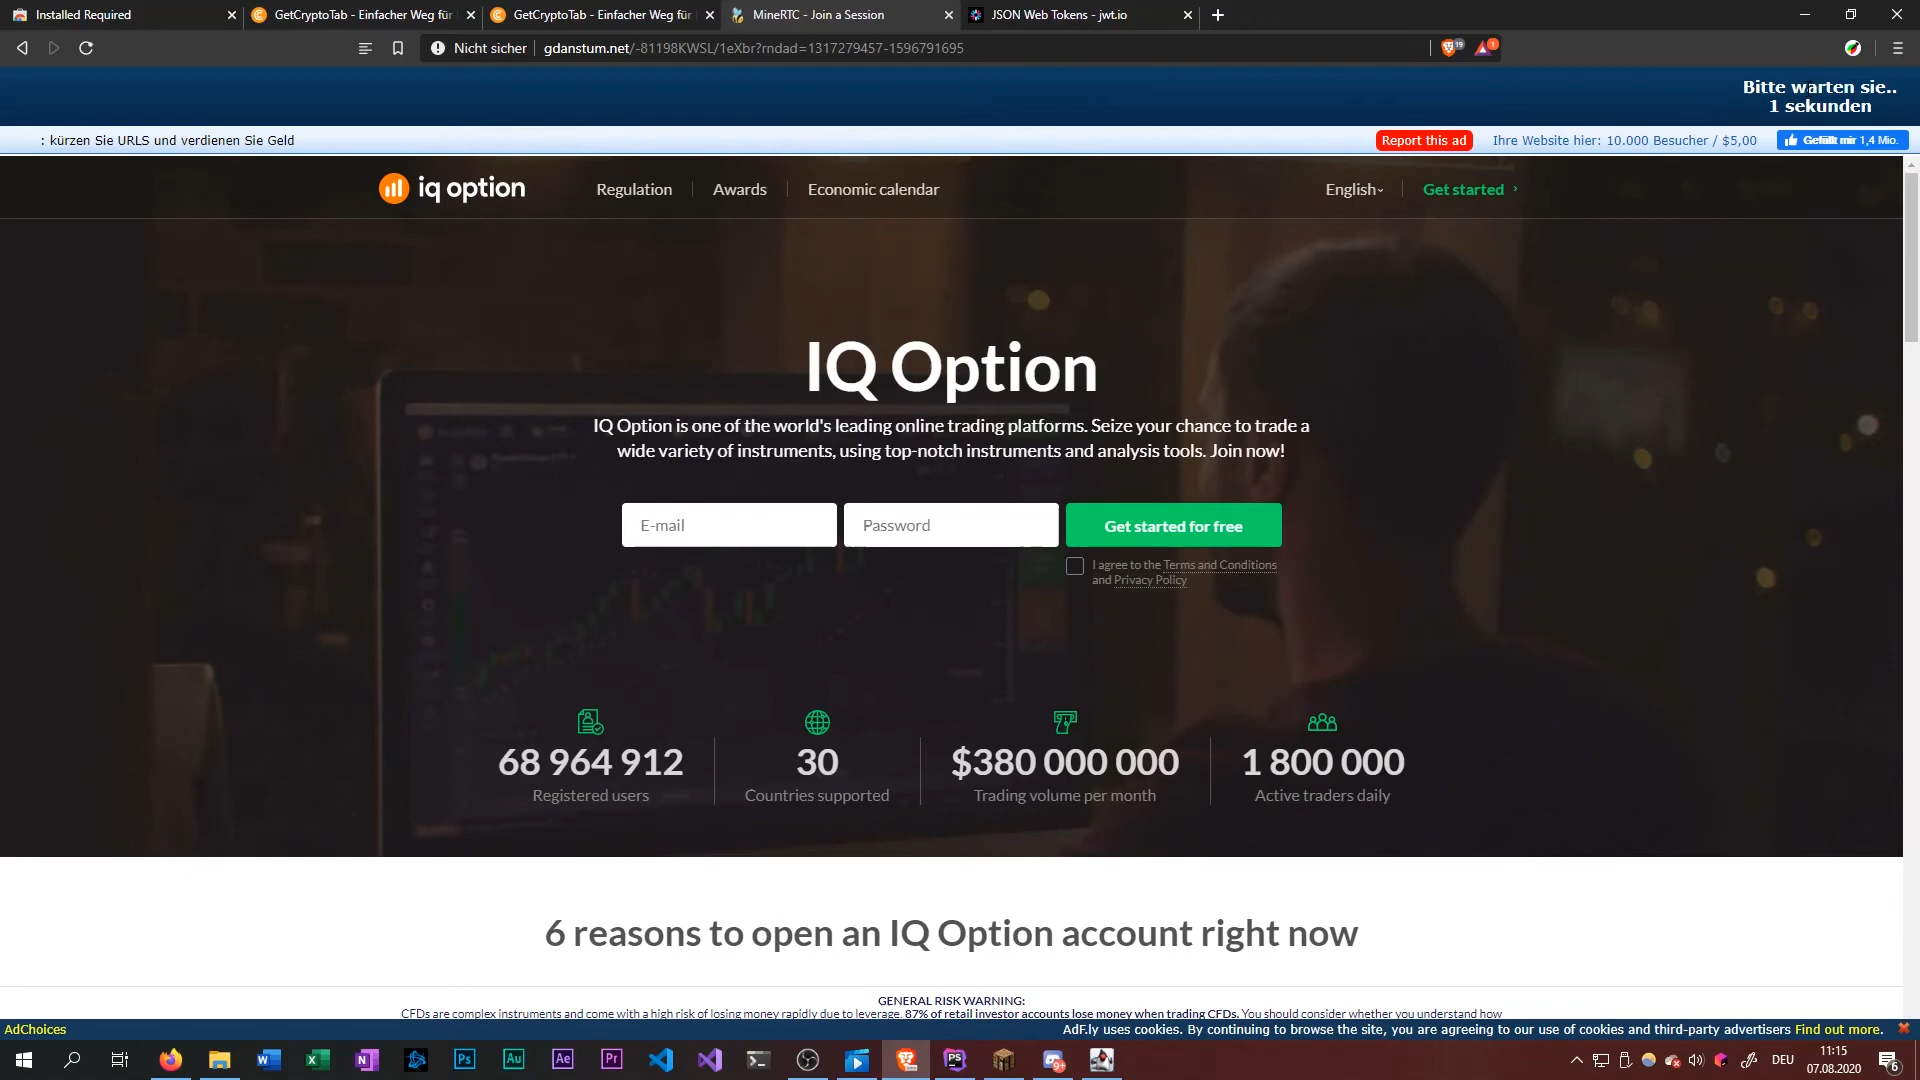 Installed Required
GetCryptoTab - Einfacher Weg für
GetCryptoTab - Einfacher Weg für
MineRTC - Join a Session
JSON Web Tokens - jwt.io
Nicht sicher
gdanstum.net/-81198KWSL/1eXbr?rndad=1317279457-1596791695
19
1
Bitte warten sie..
1 sekunden
: kürzen Sie URLS und verdienen Sie Geld
Report this ad
Ihre Website hier: 10.000 Besucher / $5,00
Gefällt mir 1,4 Mio.
iq option
Regulation
Awards
Economic calendar
English
Get started
IQ Option
IQ Option is one of the world's leading online trading platforms. Seize your chance to trade a
wide variety of instruments, using top-notch instruments and analysis tools. Join now!
E-mail
Password
Get started for free
I agree to the Terms and Conditions
and Privacy Policy
68 964 912
30
$380 000 000
1 800 000
Registered users
Countries supported
Trading volume per month
Active traders daily
6 reasons to open an IQ Option account right now
GENERAL RISK WARNING:
CFDs are complex instruments and come with a high risk of losing money rapidly due to leverage. 87% of retail investor accounts lose money when trading CFDs. You should consider whether you understand how
AdChoices
AdF.ly uses cookies. By continuing to browse the site, you are agreeing to our use of cookies and third-party advertisers Find out more.
Ps
Au
Ae
Pr
PS
9+
DEU
11:15
07.08.2020
6